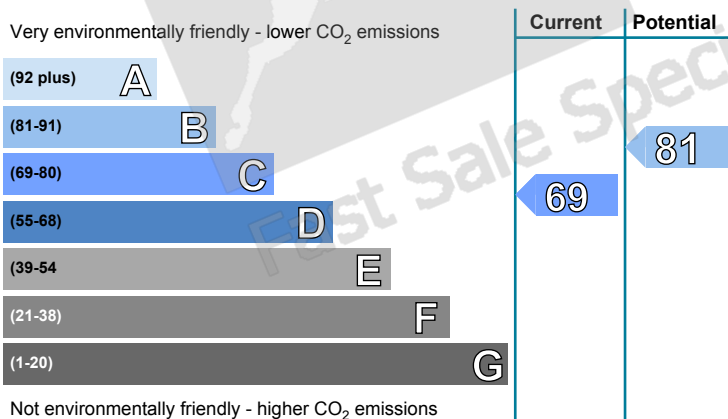 Current Potential
Very environmentally friendly - lower CO2 emissions
(92 plus) A
(81-91) B
81
(69-80) C
69
(55-68) D
(39-54 E
(21-38) F
(1-20) G
Not environmentally friendly - higher CO2 emissions
Fast Sale Speci